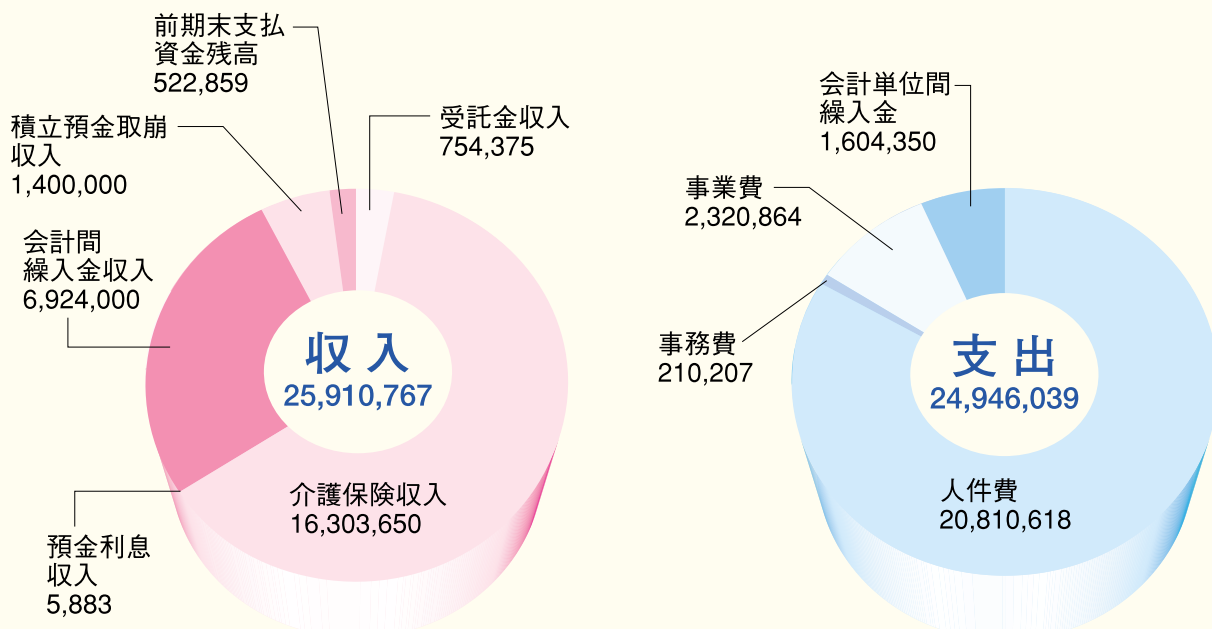 前期末支払
資金残高
522,859
受託金収入
754,375
積立預金取崩
収入
1,400,000
会計間
繰入金収入
6,924,000
収入
25,910,767
介護保険収入
16,303,650
預金利息
収入
5,883
会計単位間
繰入金
1,604,350
事業費
2,320,864
事務費
210,207
支出
24,946,039
人件費
20,810,618